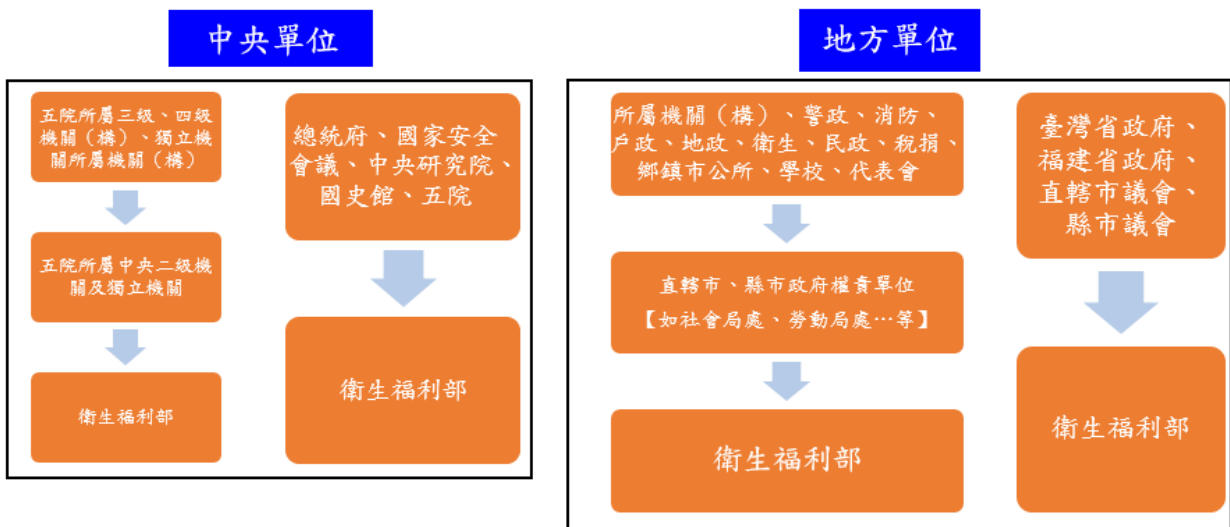 中央單位
五院所屬三級、四級
機關（構）、獨立機
關所屬機關（構）
五院所屬中央二級機
關及獨立機關
衛生福利部
總統府、國家安全
會議、中央研究院、
國史館、五院
衛生福利部
地方單位
所屬機關（構）、警政、消防、
戶政、地政、衛生、民政、稅捐、
鄉鎮市公所、學校、代表會
直轄市、縣市政府權責單位
【如社會局處、勞動局處…等】
衛生福利部
臺灣省政府、
福建省政府、
直轄市議會、
縣市議會
衛生福利部